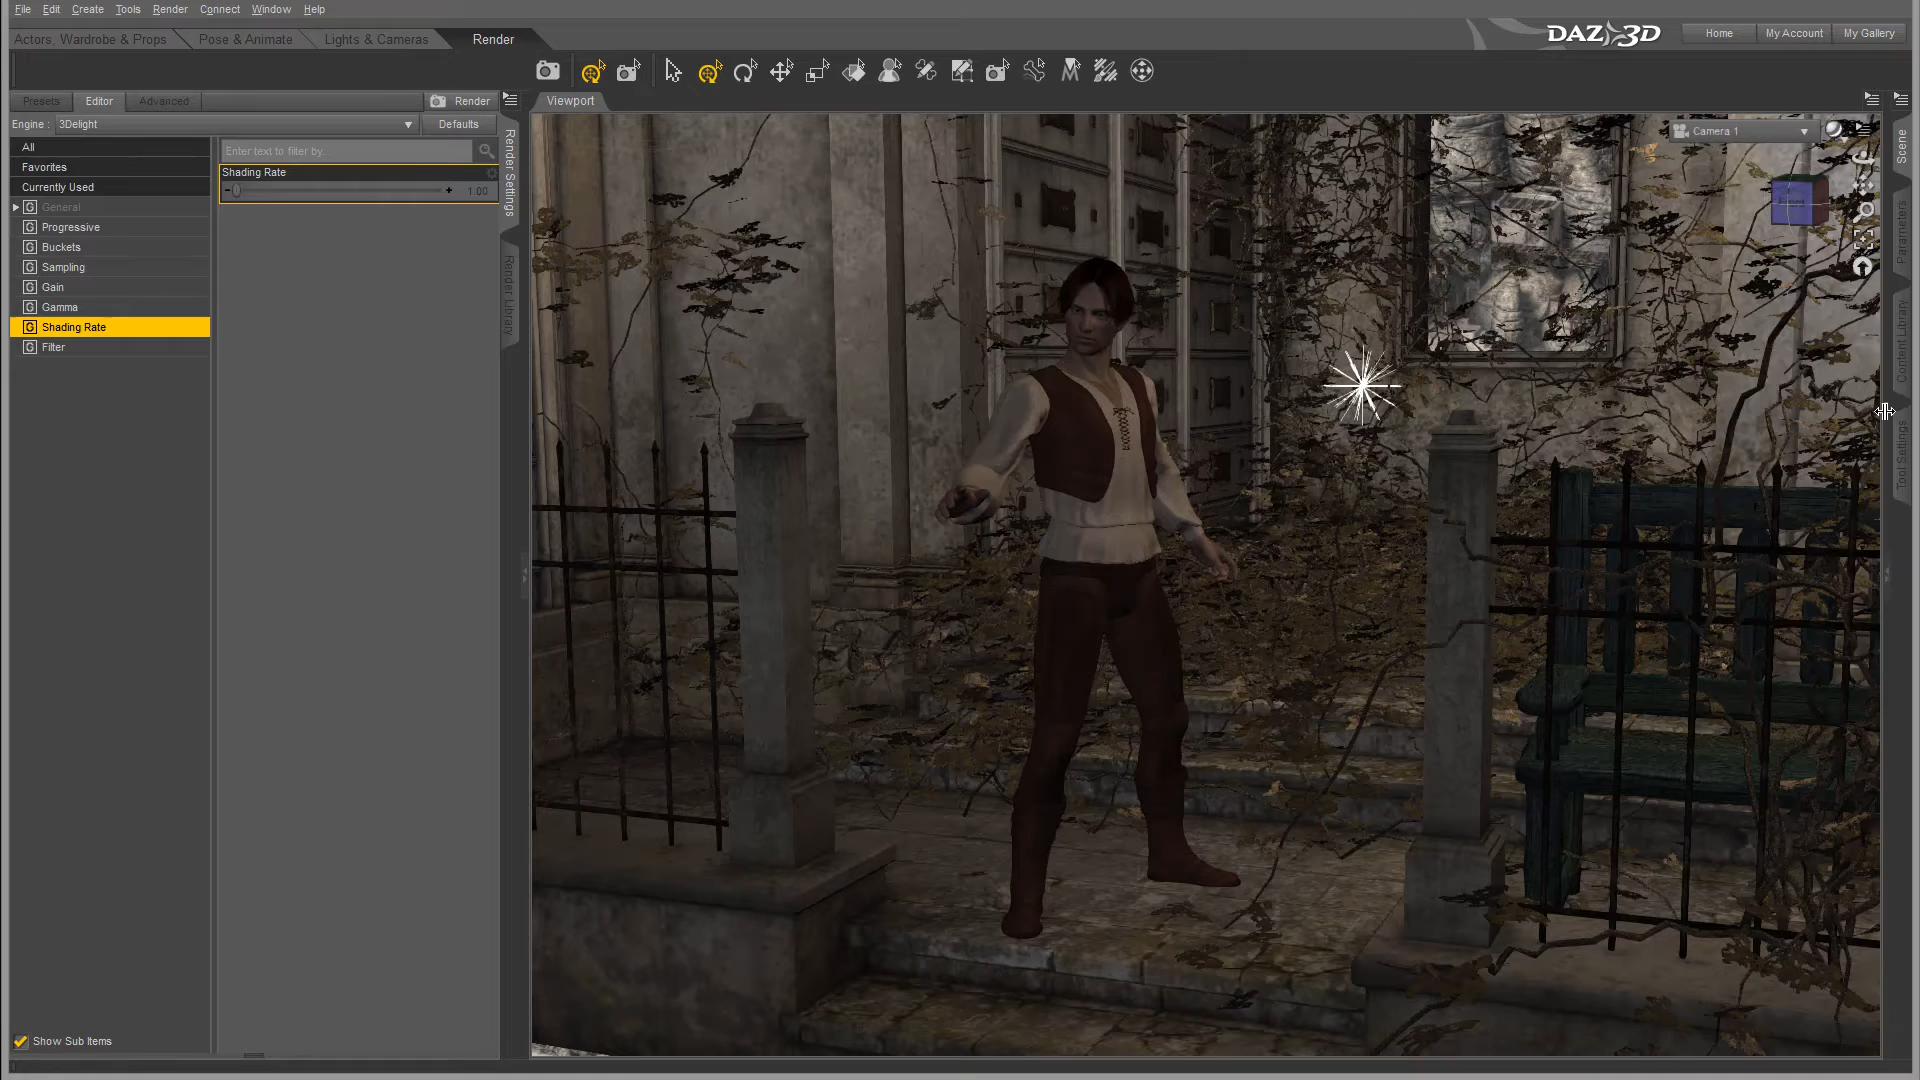 File Edit Create Tools Render Connect Window Help
Actors, Wardrobe & Props Pose & Animate Lights & Cameras Render
DAZ 3D
Home My Account My Gallery
Presets Editor Advanced Render
Viewport
Engine : 3Delight Defaults
Camera 1
All
Favorites
Currently Used
G General
G Progressive
G Buckets
G Sampling
G Gain
G Gamma
G Shading Rate
G Filter
Enter text to filter by...
Shading Rate
- + 1.00
Render Settings
Render Library
Scene
Parameters
Content Library
Tool Settings
Show Sub Items